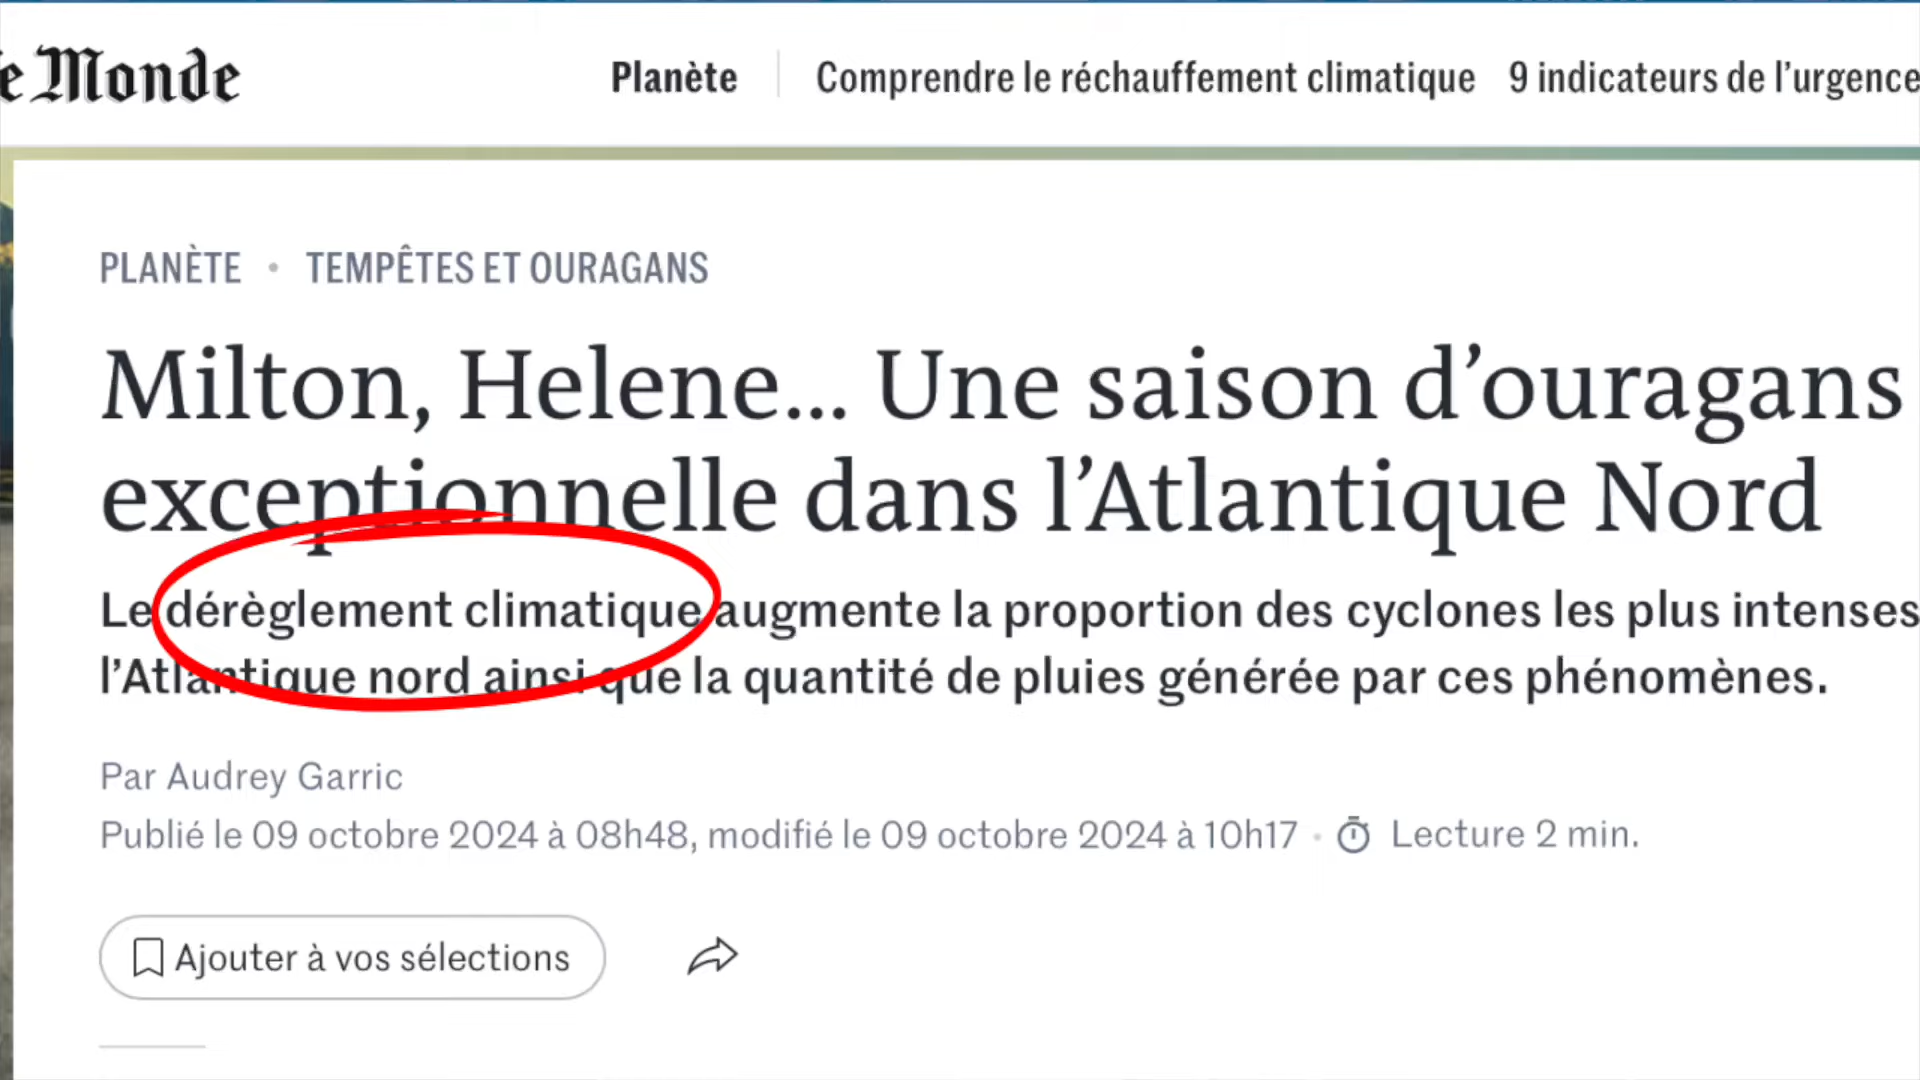 e Monde
Planète Comprendre le réchauffement climatique 9 indicateurs de l'urgence
PLANÈTE • TEMPÊTES ET OURAGANS
Milton, Helene… Une saison d'ouragans
exceptionnelle dans l'Atlantique Nord
Le dérèglement climatique augmente la proportion des cyclones les plus intenses
l'Atlantique nord ainsi que la quantité de pluies générée par ces phénomènes.
Par Audrey Garric
Publié le 09 octobre 2024 à 08h48, modifié le 09 octobre 2024 à 10h17 • Lecture 2 min.
Ajouter à vos sélections